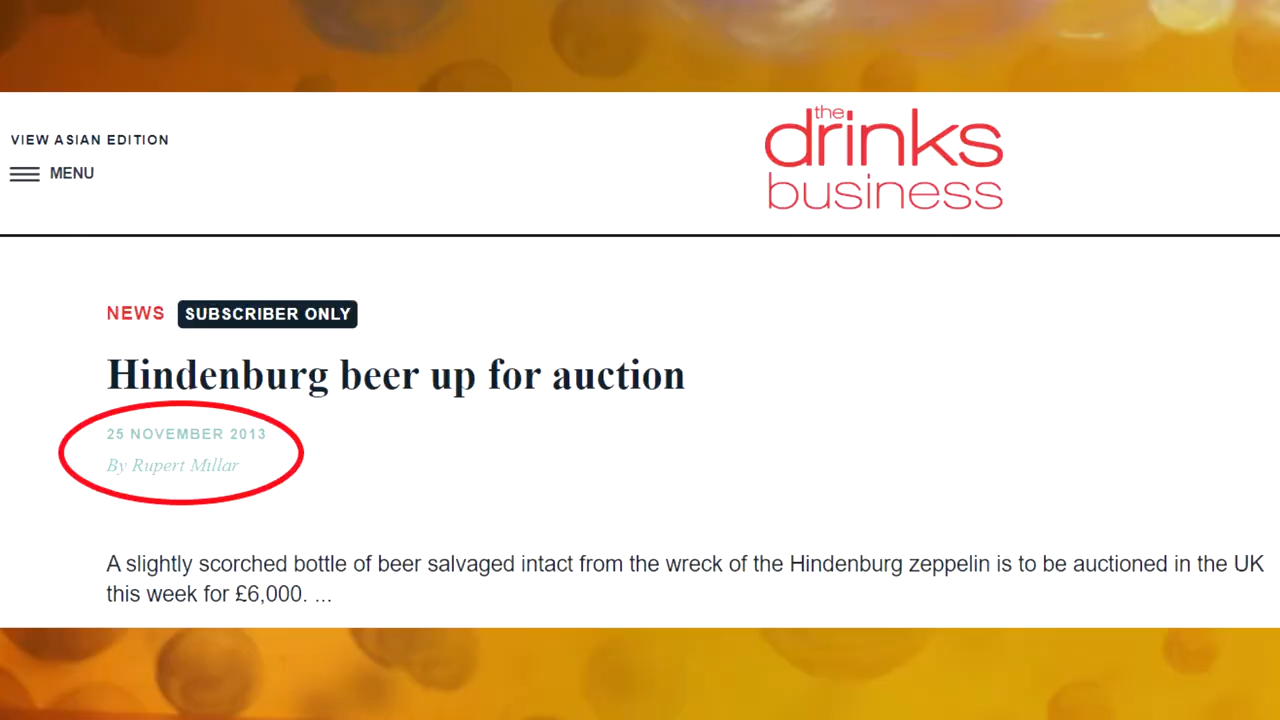 VIEW ASIAN EDITION
MENU
the
drinks
business
NEWS SUBSCRIBER ONLY
Hindenburg beer up for auction
25 NOVEMBER 2013
By Rupert Millar
A slightly scorched bottle of beer salvaged intact from the wreck of the Hindenburg zeppelin is to be auctioned in the UK
this week for £6,000. ...